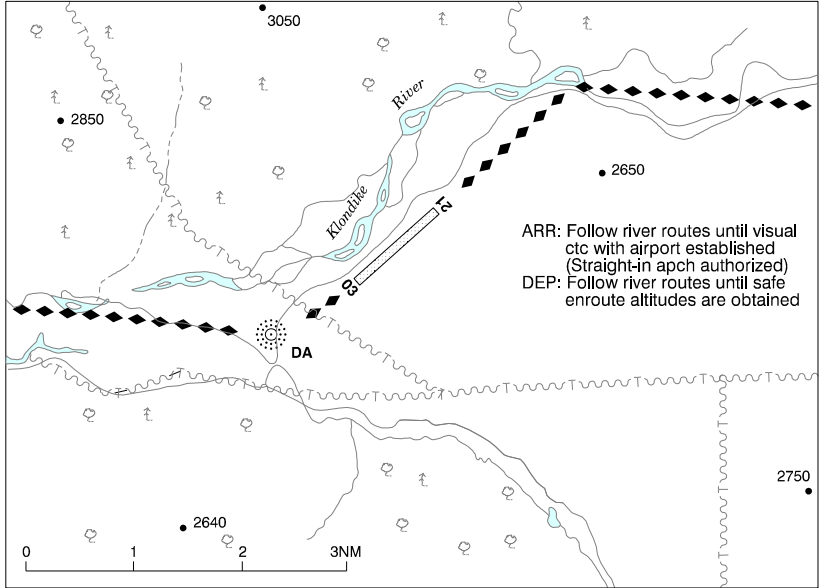 3050
River
2850
2650
Klondike
21
ARR: Follow river routes until visual
ctc with airport established
(Straight-in apch authorized)
DEP: Follow river routes until safe
enroute altitudes are obtained
03
DA
2750
2640
0 1 2 3NM